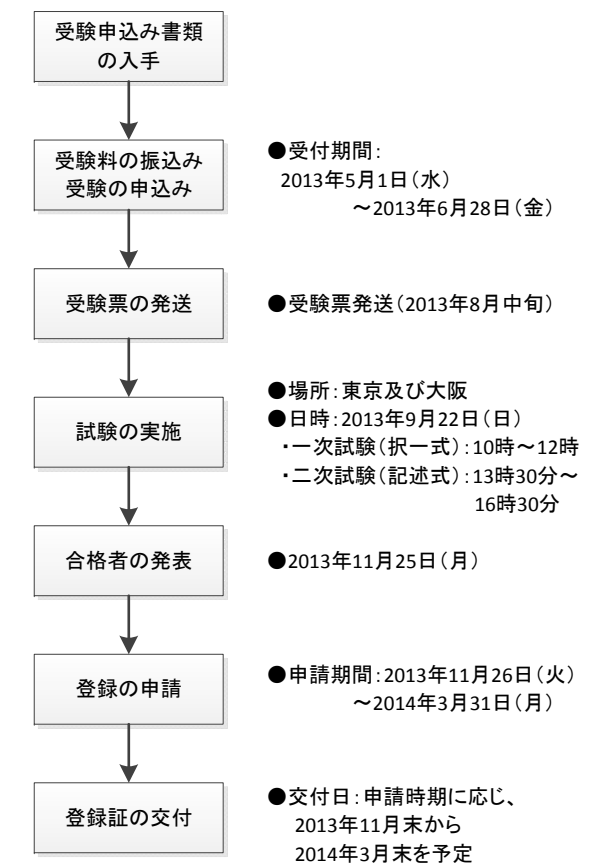 受験申込み書類
の入手
受験料の振込み
受験の申込み
●受付期間：
2013年5月1日（水）
～2013年6月28日（金）
受験票の発送
●受験票発送（2013年8月中旬）
試験の実施
●場所：東京及び大阪
●日時：2013年9月22日（日）
・一次試験（択一式）：10時～12時
・二次試験（記述式）：13時30分～
16時30分
合格者の発表
●2013年11月25日（月）
登録の申請
●申請期間：2013年11月26日（火）
～2014年3月31日（月）
登録証の交付
●交付日：申請時期に応じ、
2013年11月末から
2014年3月末を予定